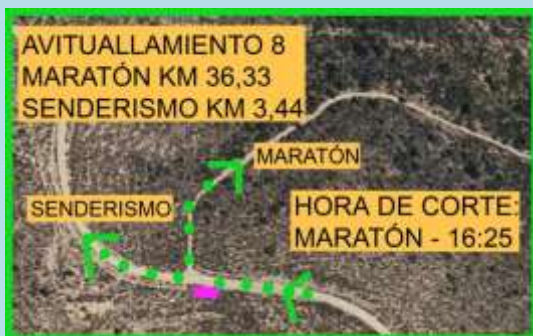 AVITUALLAMIENTO 8
MARATÓN KM 36,33
SENDERISMO KM 3,44
MARATÓN
SENDERISMO
HORA DE CORTE:
MARATÓN - 16:25